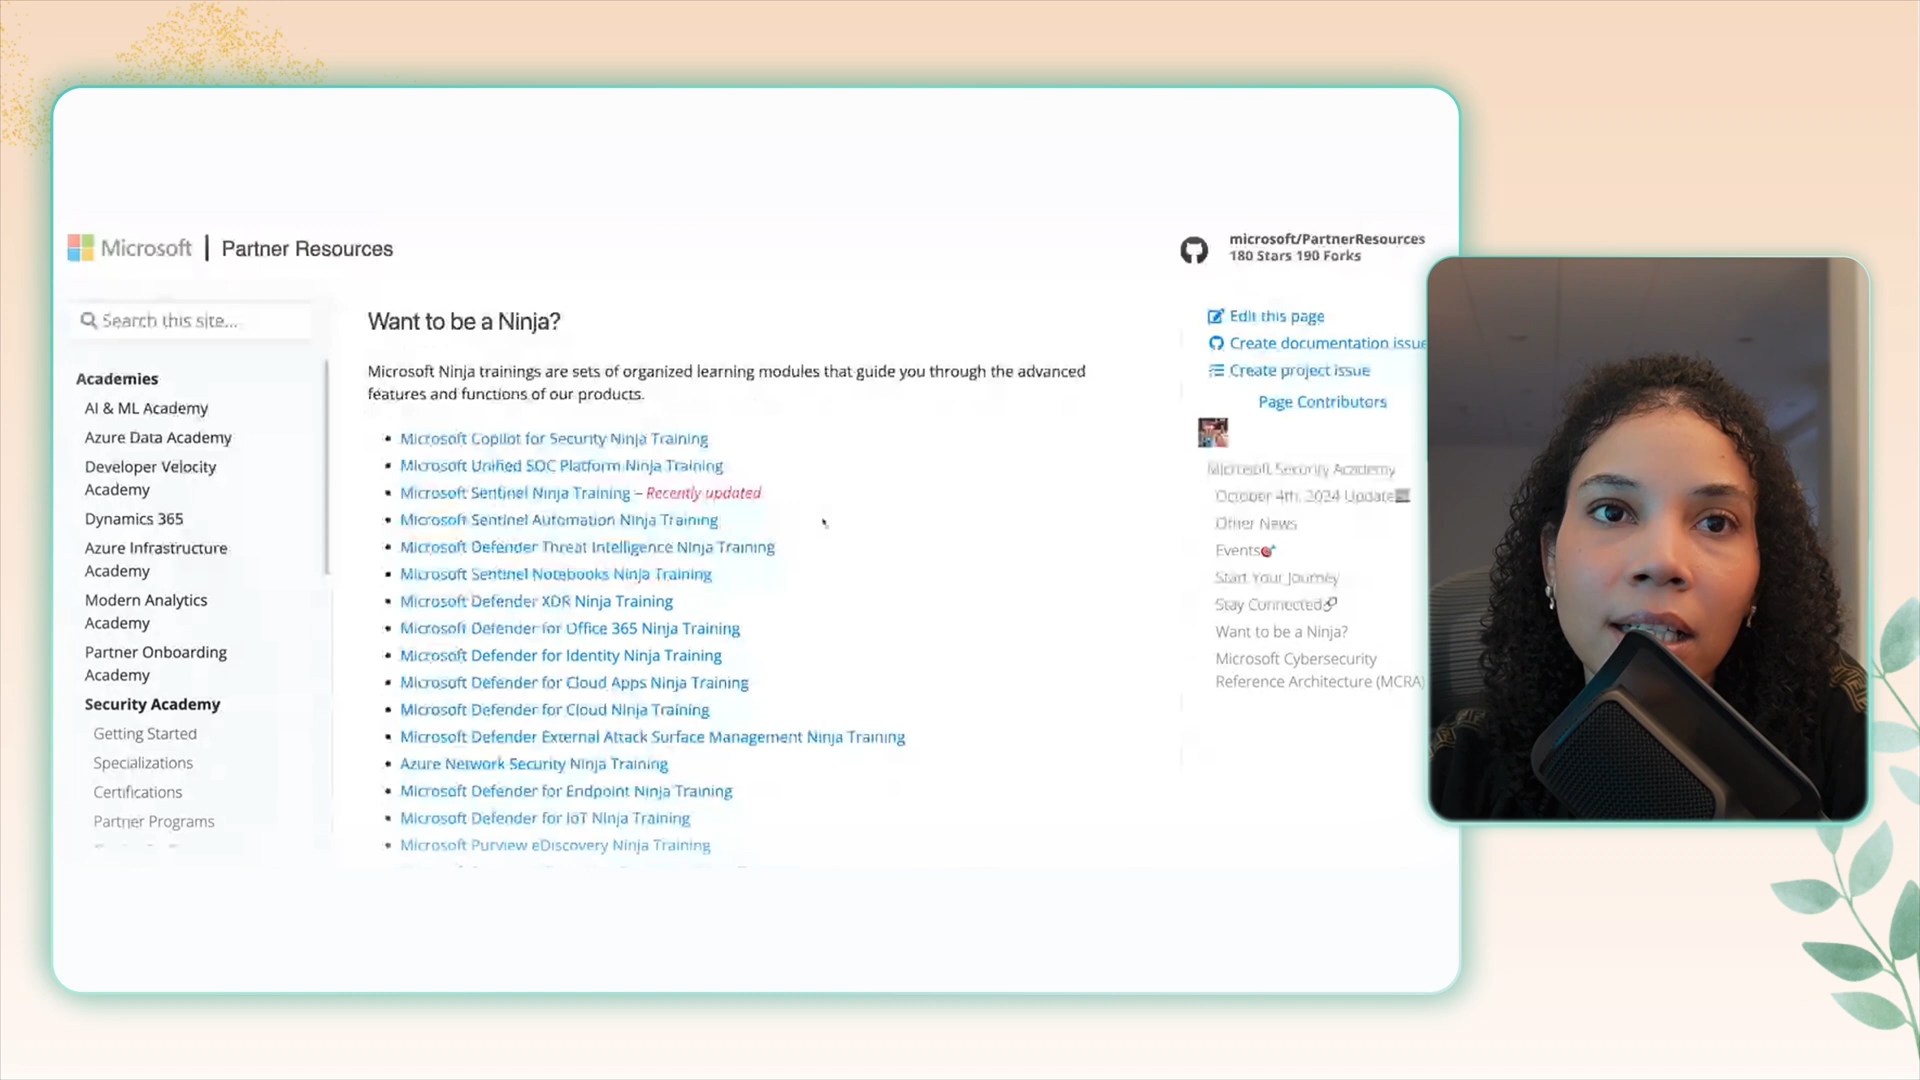 Microsoft | Partner Resources
microsoft/PartnerResources
180 Stars 190 Forks
Search this site...
Academies
AI & ML Academy
Azure Data Academy
Developer Velocity
Academy
Dynamics 365
Azure Infrastructure
Academy
Modern Analytics
Academy
Partner Onboarding
Academy
Security Academy
Getting Started
Specializations
Certifications
Partner Programs
Want to be a Ninja?
Microsoft Ninja trainings are sets of organized learning modules that guide you through the advanced
features and functions of our products.
Microsoft Copilot for Security Ninja Training
Microsoft Unified SOC Platform Ninja Training
Microsoft Sentinel Ninja Training – Recently updated
Microsoft Sentinel Automation Ninja Training
Microsoft Defender Threat Intelligence Ninja Training
Microsoft Sentinel Notebooks Ninja Training
Microsoft Defender XDR Ninja Training
Microsoft Defender for Office 365 Ninja Training
Microsoft Defender for Identity Ninja Training
Microsoft Defender for Cloud Apps Ninja Training
Microsoft Defender for Cloud Ninja Training
Microsoft Defender External Attack Surface Management Ninja Training
Azure Network Security Ninja Training
Microsoft Defender for Endpoint Ninja Training
Microsoft Defender for IoT Ninja Training
Microsoft Purview eDiscovery Ninja Training
Edit this page
Create documentation issue
Create project issue
Page Contributors
Microsoft Security Academy
October 4th, 2024 Update
Other News
Events
Start Your Journey
Stay Connected
Want to be a Ninja?
Microsoft Cybersecurity
Reference Architecture (MCRA)